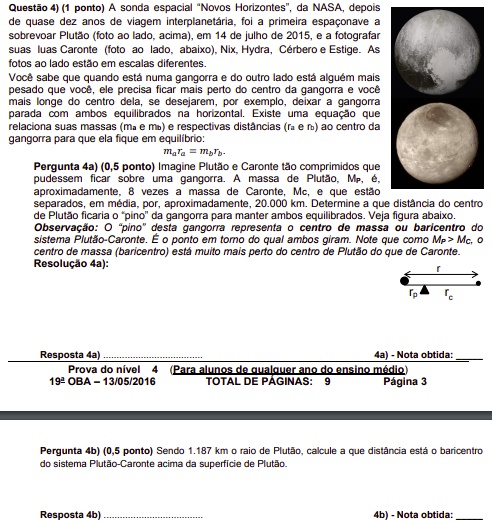 Questão 4) (1 ponto) A sonda espacial "Novos Horizontes", da NASA, depois
de quase dez anos de viagem interplanetária, foi a primeira espaçonave a
sobrevoar Plutão (foto ao lado, acima), em 14 de julho de 2015, e a fotografar
suas luas Caronte (foto ao lado, abaixo), Nix, Hydra, Cérbero e Estige. As
fotos ao lado estão em escalas diferentes.
Você sabe que quando está numa gangorra e do outro lado está alguém mais
pesado que você, ele precisa ficar mais perto do centro da gangorra e você
mais longe do centro dela, se desejarem, por exemplo, deixar a gangorra
parada com ambos equilibrados na horizontal. Existe uma equação que
relaciona suas massas (ma e mb) e respectivas distâncias (ra e rb) ao centro da
gangorra para que ela fique em equilíbrio:
mₐrₐ = m_b r_b.
Pergunta 4a) (0,5 ponto) Imagine Plutão e Caronte tão comprimidos que
pudessem ficar sobre uma gangorra. A massa de Plutão, MP, é,
aproximadamente, 8 vezes a massa de Caronte, Mc, e que estão
separados, em média, por, aproximadamente, 20.000 km. Determine a que distância do centro
de Plutão ficaria o "pino" da gangorra para manter ambos equilibrados. Veja figura abaixo.
Observação: O "pino" desta gangorra representa o centro de massa ou baricentro do
sistema Plutão-Caronte. É o ponto em torno do qual ambos giram. Note que como MP > Mc, o
centro de massa (baricentro) está muito mais perto do centro de Plutão do que de Caronte.
Resolução 4a):
r
rP rc
Resposta 4a) ................................... 4a) - Nota obtida: _____
Prova do nível 4 (Para alunos de qualquer ano do ensino médio)
19ª OBA – 13/05/2016 TOTAL DE PÁGINAS: 9 Página 3
Pergunta 4b) (0,5 ponto) Sendo 1.187 km o raio de Plutão, calcule a que distância está o baricentro
do sistema Plutão-Caronte acima da superfície de Plutão.
Resposta 4b) ................................... 4b) - Nota obtida: _____